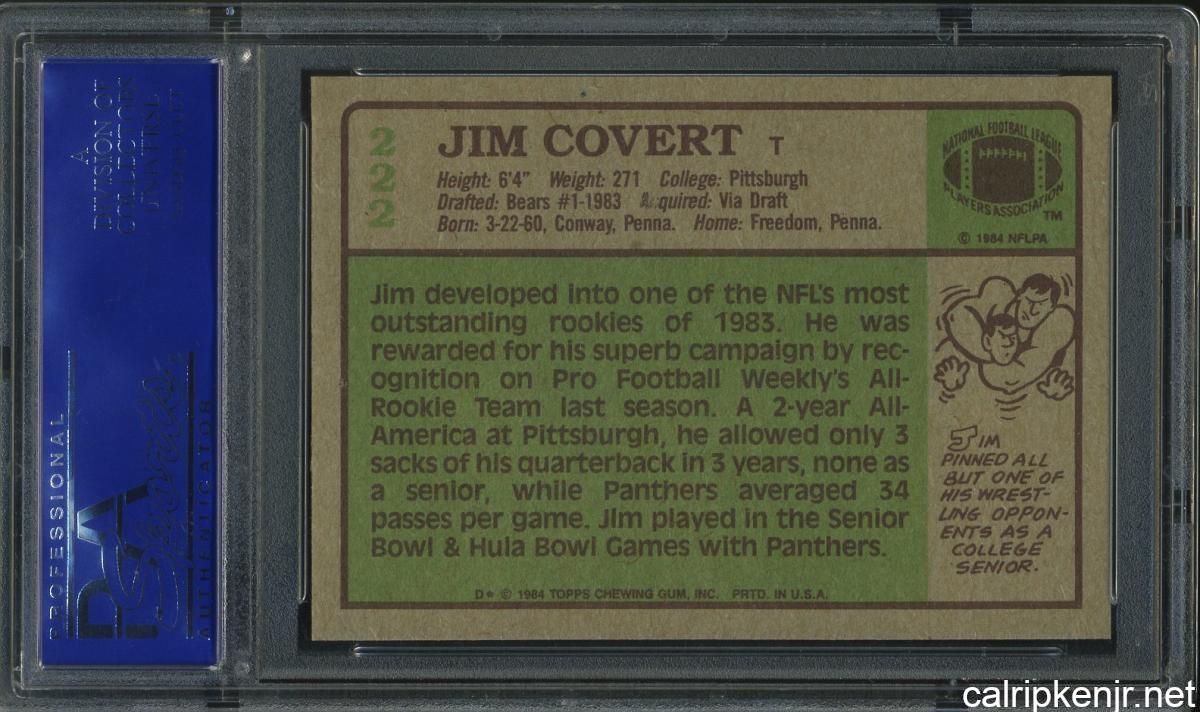 A
DIVISION OF
COLLECTORS
UNIVERSE
PROFESSIONAL
PSA
Sports
AUTHENTICATOR
222
JIM COVERT T
Height: 6'4" Weight: 271 College: Pittsburgh
Drafted: Bears #1-1983 Acquired: Via Draft
Born: 3-22-60, Conway, Penna. Home: Freedom, Penna.
NATIONAL FOOTBALL LEAGUE
PLAYERS ASSOCIATION
TM
© 1984 NFLPA
Jim developed into one of the NFL's most
outstanding rookies of 1983. He was
rewarded for his superb campaign by rec-
ognition on Pro Football Weekly's All-
Rookie Team last season. A 2-year All-
America at Pittsburgh, he allowed only 3
sacks of his quarterback in 3 years, none as
a senior, while Panthers averaged 34
passes per game. Jim played in the Senior
Bowl & Hula Bowl Games with Panthers.
JIM
PINNED ALL
BUT ONE OF
HIS WREST-
LING OPPON-
ENTS AS A
COLLEGE
SENIOR.
D* © 1984 TOPPS CHEWING GUM, INC. PRTD. IN U.S.A.
calripkenjr.net